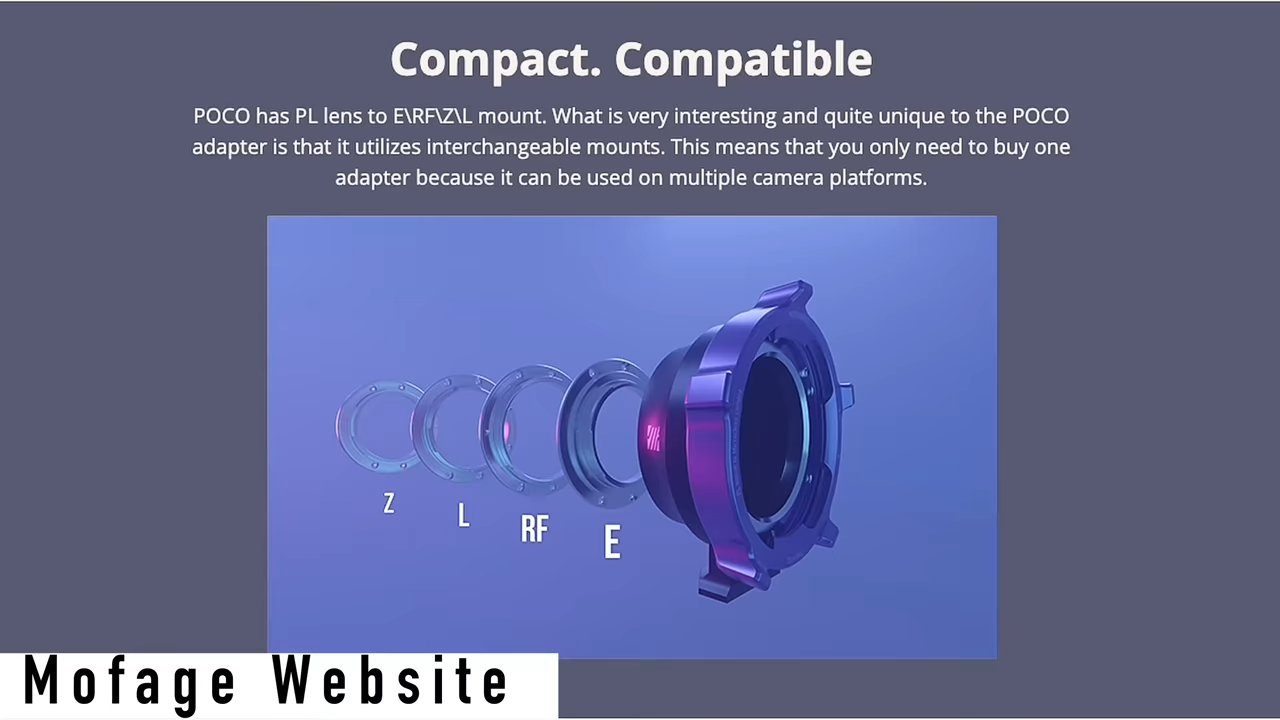 Compact. Compatible
POCO has PL lens to E\RF\Z\L mount. What is very interesting and quite unique to the POCO
adapter is that it utilizes interchangeable mounts. This means that you only need to buy one
adapter because it can be used on multiple camera platforms.
Z
L
RF
E
Mofage Website